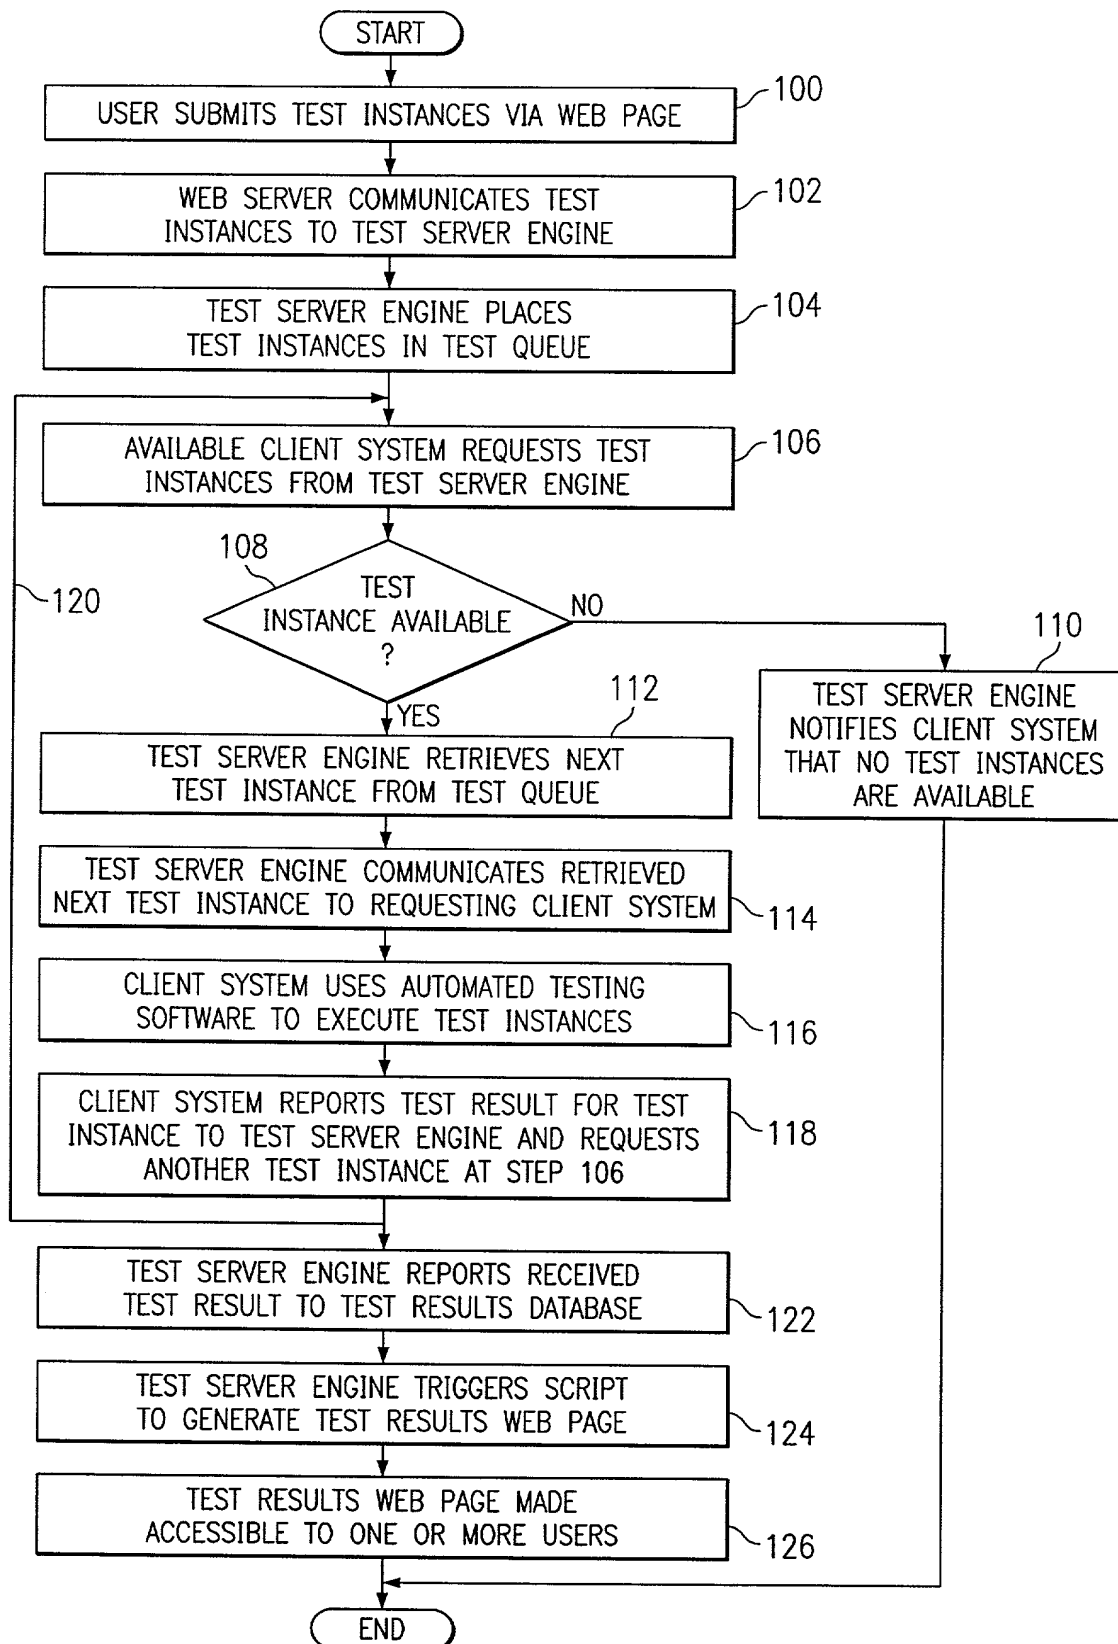 START
USER SUBMITS TEST INSTANCES VIA WEB PAGE
100
WEB SERVER COMMUNICATES TEST
INSTANCES TO TEST SERVER ENGINE
102
TEST SERVER ENGINE PLACES
TEST INSTANCES IN TEST QUEUE
104
AVAILABLE CLIENT SYSTEM REQUESTS TEST
INSTANCES FROM TEST SERVER ENGINE
106
108
TEST
INSTANCE AVAILABLE
?
NO
YES
120
110
TEST SERVER ENGINE
NOTIFIES CLIENT SYSTEM
THAT NO TEST INSTANCES
ARE AVAILABLE
112
TEST SERVER ENGINE RETRIEVES NEXT
TEST INSTANCE FROM TEST QUEUE
TEST SERVER ENGINE COMMUNICATES RETRIEVED
NEXT TEST INSTANCE TO REQUESTING CLIENT SYSTEM
114
CLIENT SYSTEM USES AUTOMATED TESTING
SOFTWARE TO EXECUTE TEST INSTANCES
116
CLIENT SYSTEM REPORTS TEST RESULT FOR TEST
INSTANCE TO TEST SERVER ENGINE AND REQUESTS
ANOTHER TEST INSTANCE AT STEP 106
118
TEST SERVER ENGINE REPORTS RECEIVED
TEST RESULT TO TEST RESULTS DATABASE
122
TEST SERVER ENGINE TRIGGERS SCRIPT
TO GENERATE TEST RESULTS WEB PAGE
124
TEST RESULTS WEB PAGE MADE
ACCESSIBLE TO ONE OR MORE USERS
126
END